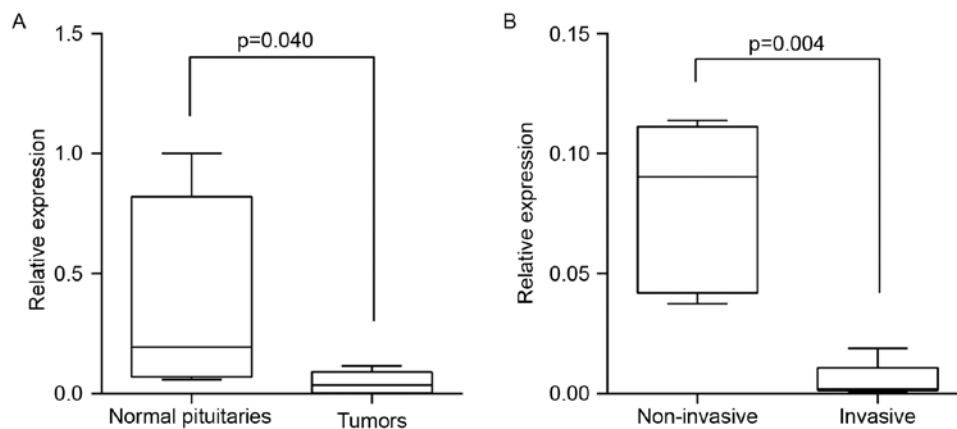 A
Relative expression
1.5
1.0
0.5
0.0
p=0.040
Normal pituitaries
Tumors
B
Relative expression
0.15
0.10
0.05
0.00
p=0.004
Non-invasive
Invasive